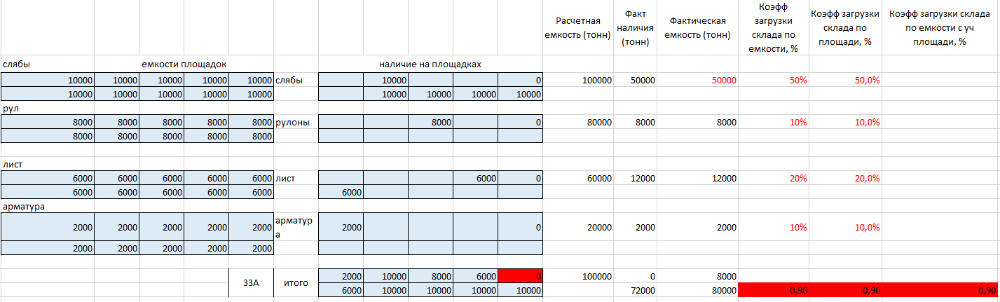 Расчетная емкость (тонн) Факт наличия (тонн) Фактическая емкость (тонн) Коэфф загрузки склада по емкости, % Коэфф загрузки склада по площади, % Коэфф загрузки склада по емкости с уч площади, %
слябы емкости площадок наличие на площадках
10000 10000 10000 10000 10000 слябы 10000 0 100000 50000 50000 50% 50,0%
10000 10000 10000 10000 10000 10000 10000 10000 10000
рул
8000 8000 8000 8000 8000 рулоны 8000 0 80000 8000 8000 10% 10,0%
8000 8000 8000 8000 8000
лист
6000 6000 6000 6000 6000 лист 6000 0 60000 12000 12000 20% 20,0%
6000 6000 6000 6000 6000 6000
арматура
2000 2000 2000 2000 2000 арматура 2000 0 20000 2000 2000 10% 10,0%
2000 2000 2000 2000 2000
33А итого 2000 10000 8000 6000 0 100000 0 8000
6000 10000 10000 10000 10000 72000 80000 0,90 0,90 0,90